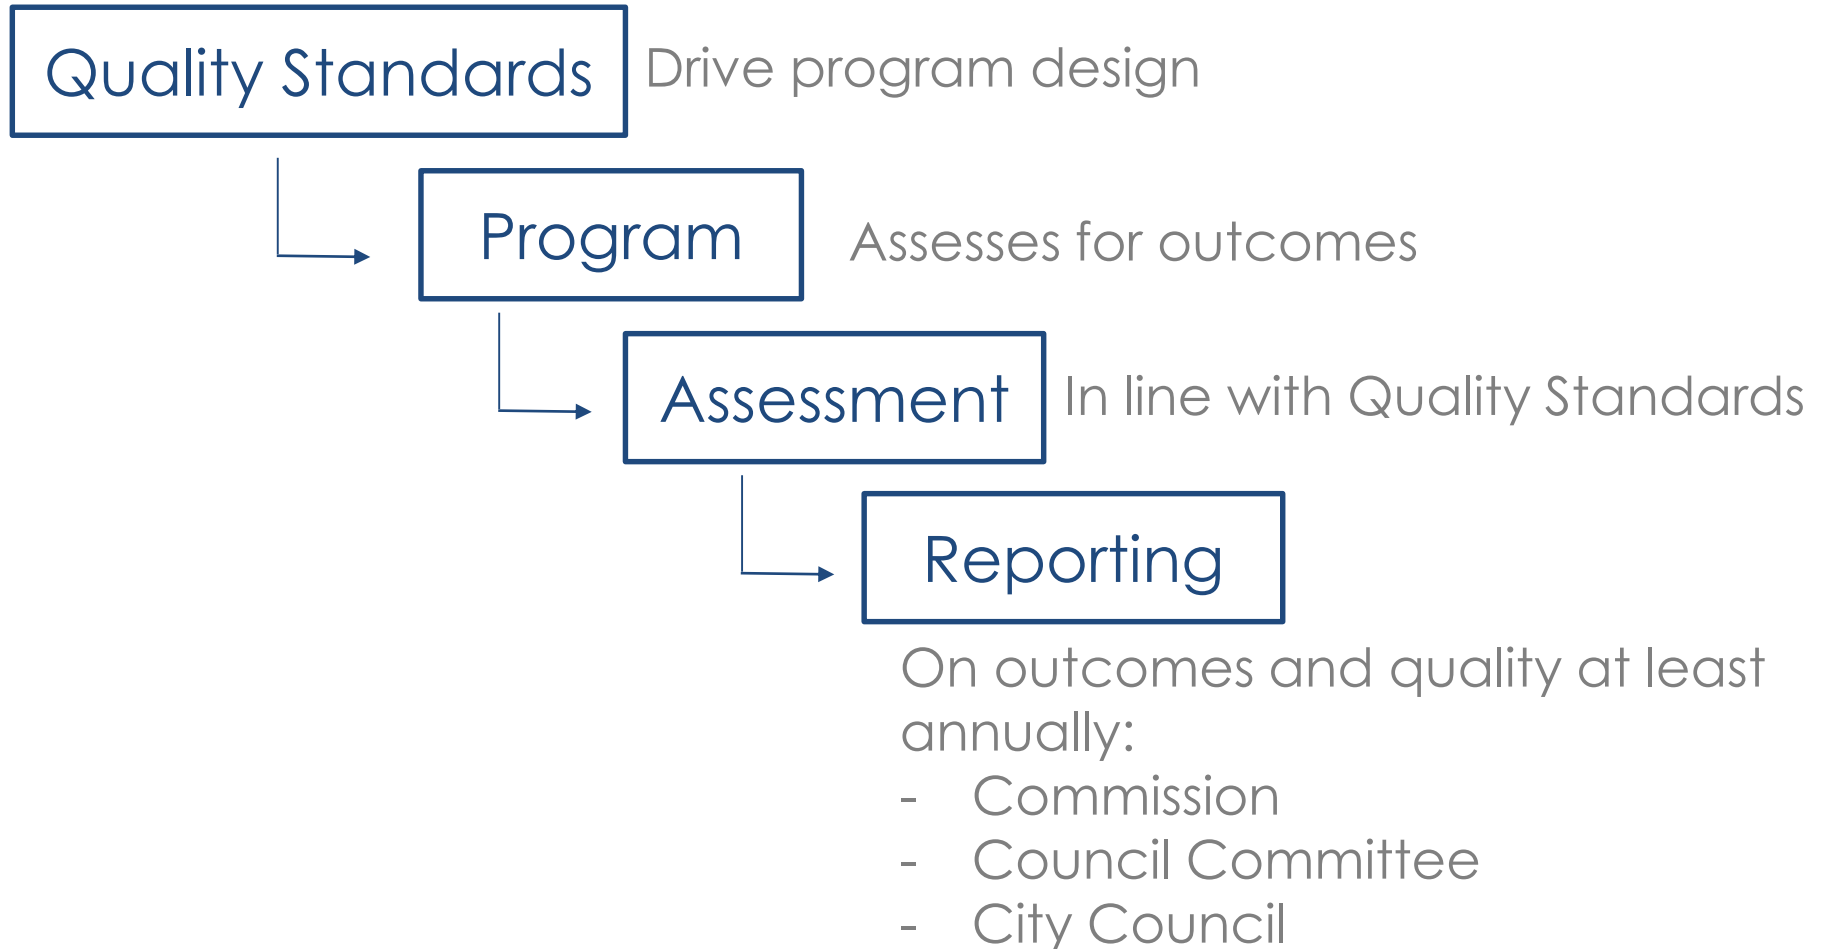 Quality Standards
Drive program design
Program
Assesses for outcomes
Assessment
In line with Quality Standards
Reporting
On outcomes and quality at least
annually:
- Commission
- Council Committee
- City Council